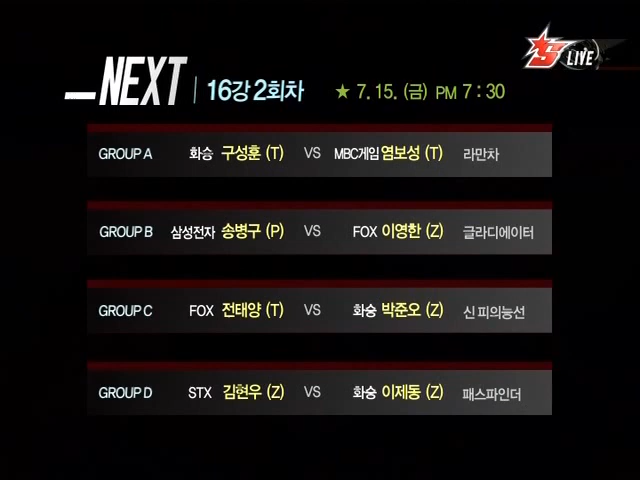 S LIVE
NEXT 16강 2회차 ★ 7. 15. (금) PM 7 : 30
GROUP A 화승 구성훈 (T) VS MBC게임 염보성 (T) 라만차
GROUP B 삼성전자 송병구 (P) VS FOX 이영한 (Z) 글라디에이터
GROUP C FOX 전태양 (T) VS 화승 박준오 (Z) 신 피의능선
GROUP D STX 김현우 (Z) VS 화승 이제동 (Z) 패스파인더